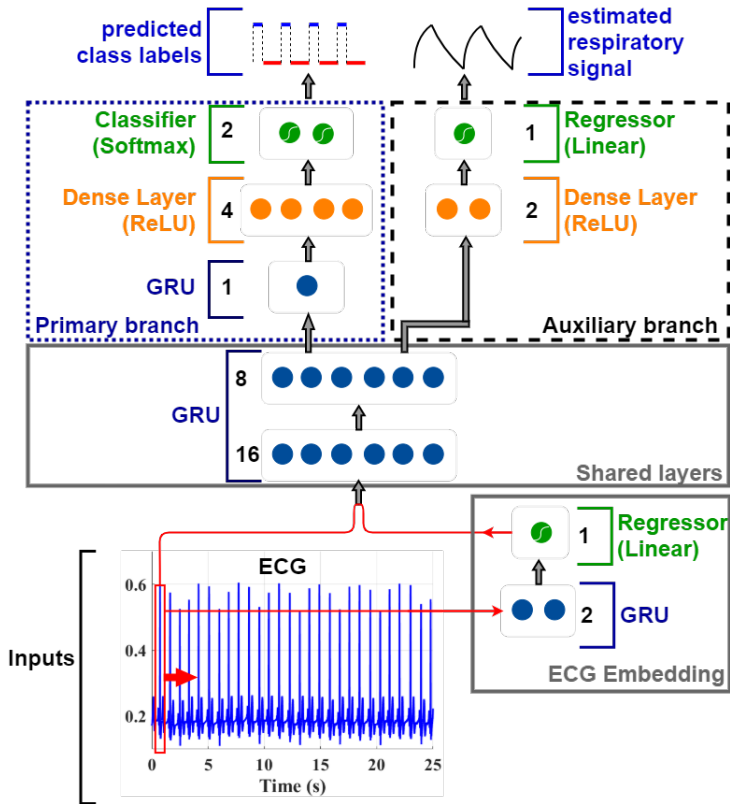 predicted
class labels
estimated
respiratory
signal
Classifier
(Softmax)
2
1
Regressor
(Linear)
Dense Layer
(ReLU)
4
2
Dense Layer
(ReLU)
GRU
1
Primary branch
Auxiliary branch
8
GRU
16
Shared layers
1
Regressor
(Linear)
2
GRU
ECG Embedding
Inputs
ECG
0.6
0.4
0.2
0 5 10 15 20 25
Time (s)